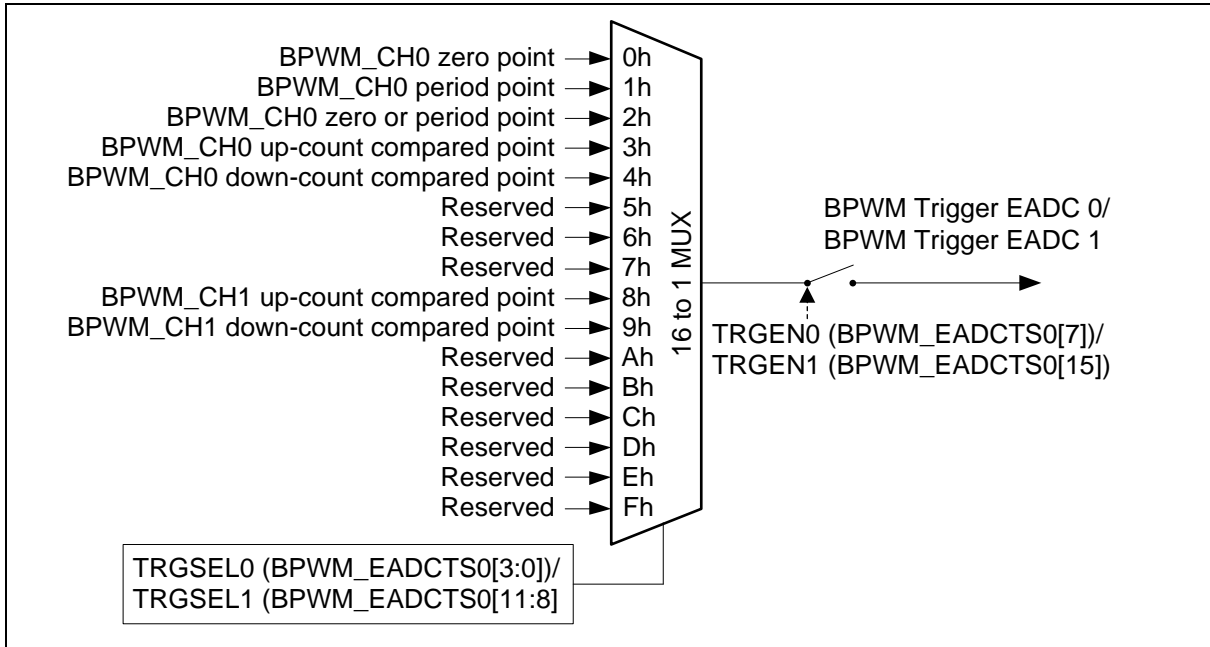 BPWM_CH0 zero point 0h
BPWM_CH0 period point 1h
BPWM_CH0 zero or period point 2h
BPWM_CH0 up-count compared point 3h
BPWM_CH0 down-count compared point 4h
Reserved 5h
Reserved 6h
Reserved 7h
BPWM_CH1 up-count compared point 8h
BPWM_CH1 down-count compared point 9h
Reserved Ah
Reserved Bh
Reserved Ch
Reserved Dh
Reserved Eh
Reserved Fh
16 to 1 MUX
BPWM Trigger EADC 0/
BPWM Trigger EADC 1
TRGEN0 (BPWM_EADCTS0[7])/
TRGEN1 (BPWM_EADCTS0[15])
TRGSEL0 (BPWM_EADCTS0[3:0])/
TRGSEL1 (BPWM_EADCTS0[11:8]